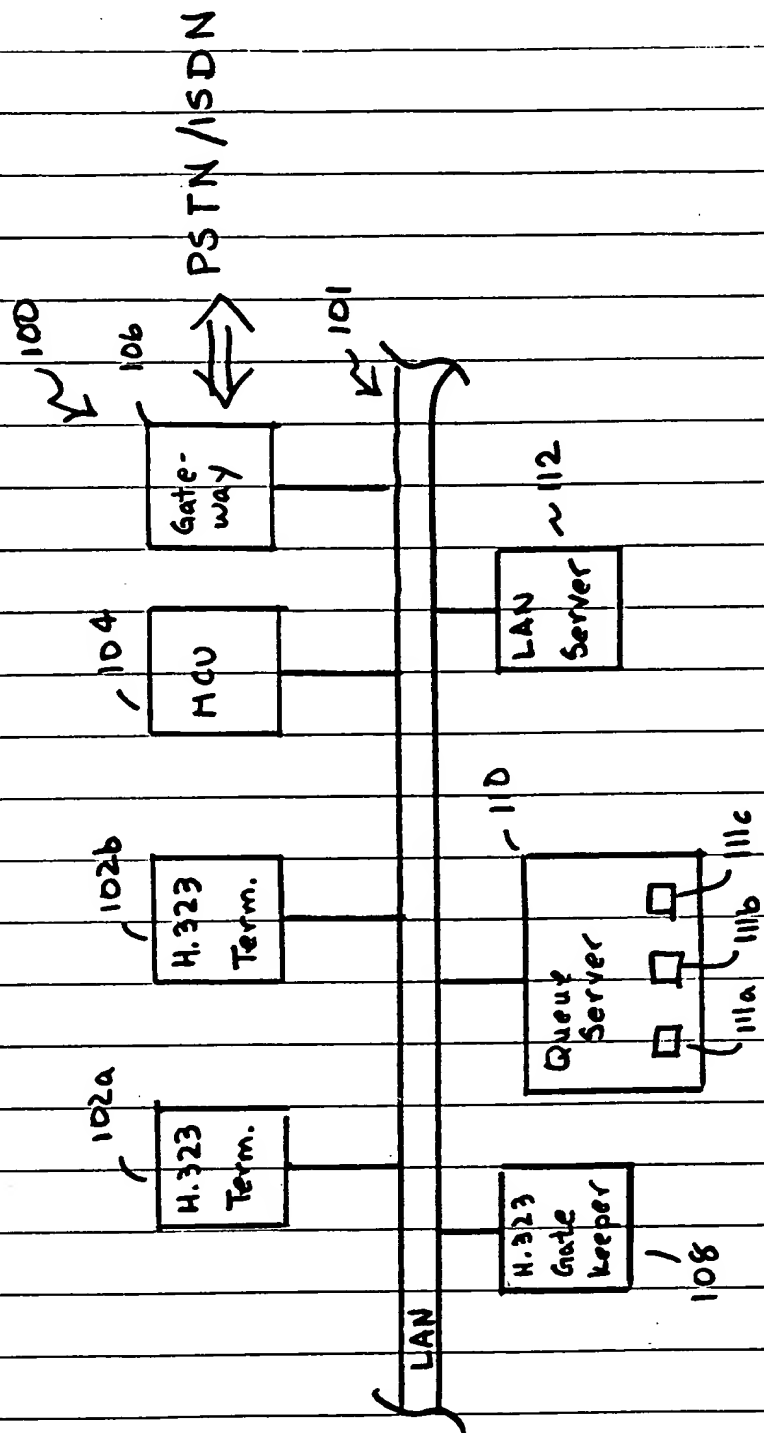 100
102a
102b
104
106
H.323
Term.
H.323
Term.
MCU
Gate-
way
PSTN/ISDN
101
LAN
110
H.323
Gate
keeper
108
Queue
Server
111a
111b
111c
LAN
Server
112